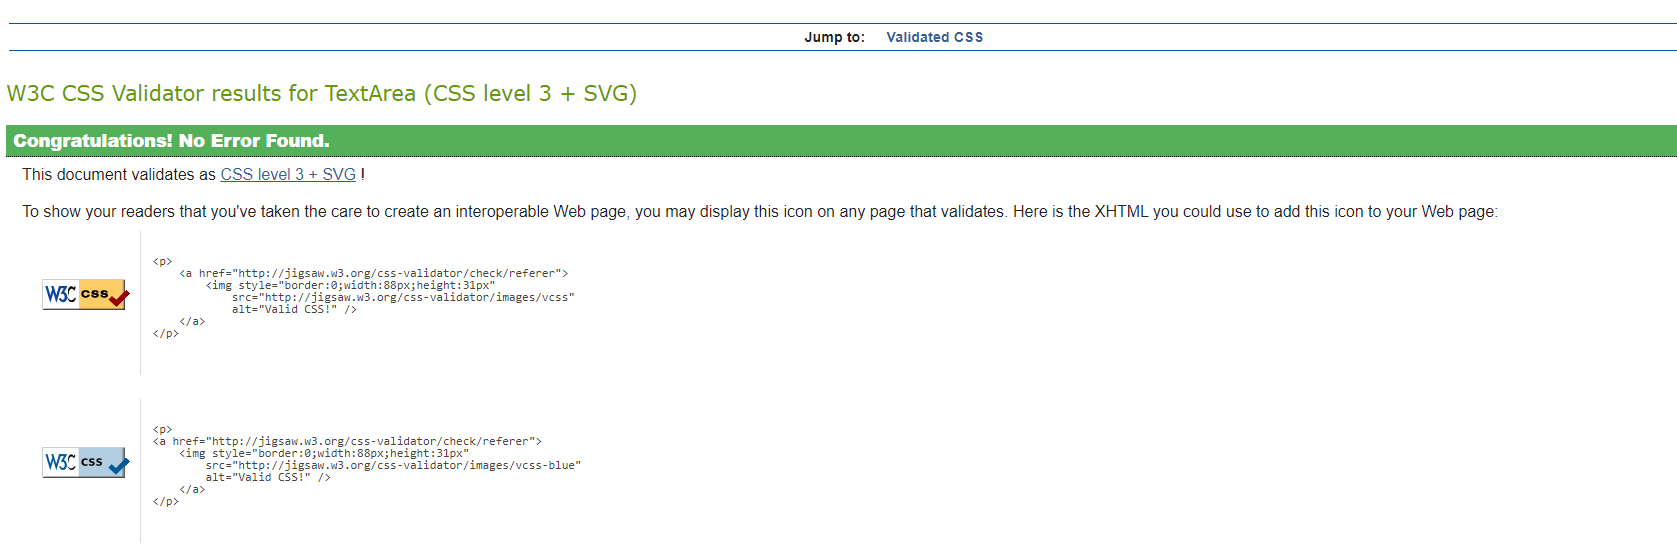 Jump to: Validated CSS
W3C CSS Validator results for TextArea (CSS level 3 + SVG)
Congratulations! No Error Found.
This document validates as CSS level 3 + SVG !
To show your readers that you've taken the care to create an interoperable Web page, you may display this icon on any page that validates. Here is the XHTML you could use to add this icon to your Web page:
W3C css
<p>
<a href="http://jigsaw.w3.org/css-validator/check/referer">
<img style="border:0;width:88px;height:31px"
src="http://jigsaw.w3.org/css-validator/images/vcss"
alt="Valid CSS!" />
</a>
</p>
W3C css
<p>
<a href="http://jigsaw.w3.org/css-validator/check/referer">
<img style="border:0;width:88px;height:31px"
src="http://jigsaw.w3.org/css-validator/images/vcss-blue"
alt="Valid CSS!" />
</a>
</p>